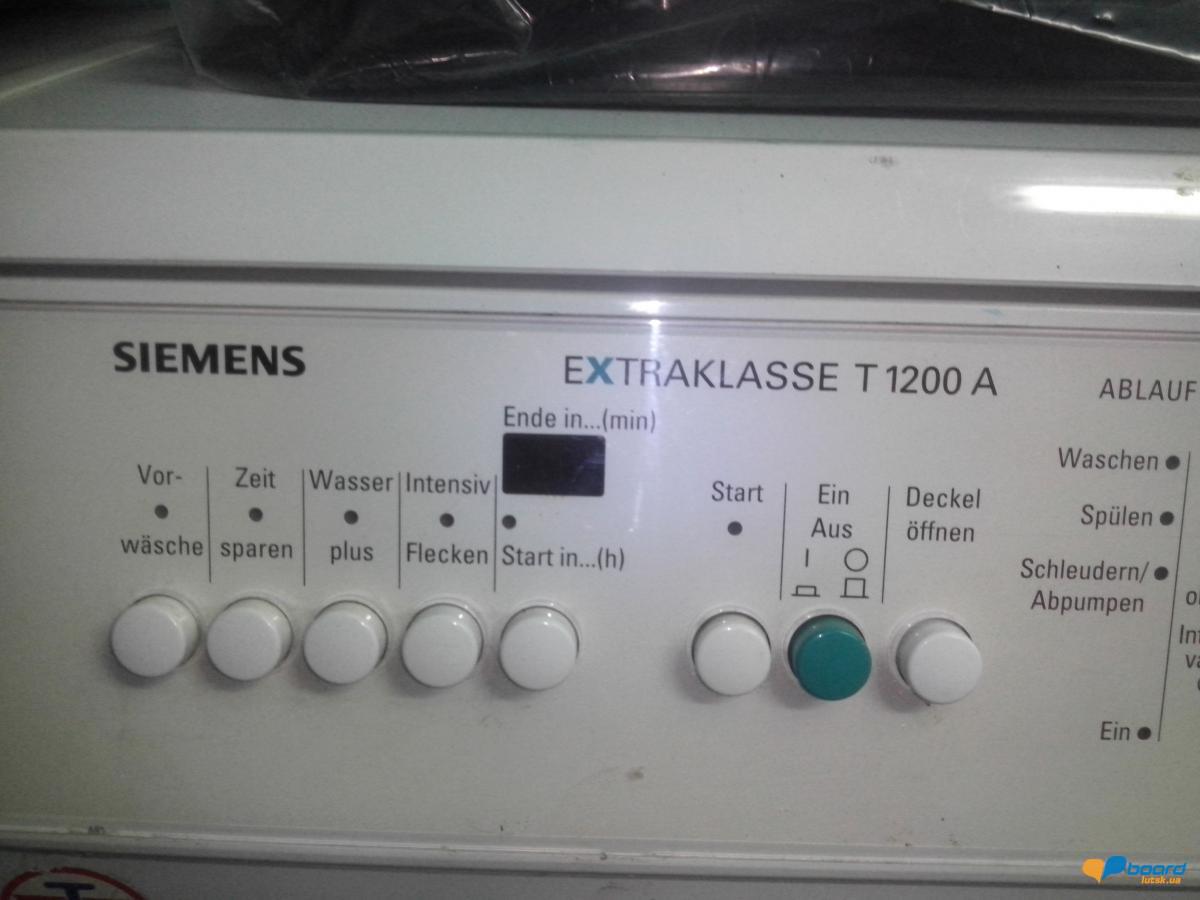 SIEMENS
EXTRAKLASSE T 1200 A
ABLAUF
Ende in...(min)
Vor-
wäsche
Zeit
sparen
Wasser
plus
Intensiv
Flecken
Start in...(h)
Start
Ein
Aus
Deckel
öffnen
Waschen
Spülen
Schleudern/
Abpumpen
Ein
board
lutsk.ua